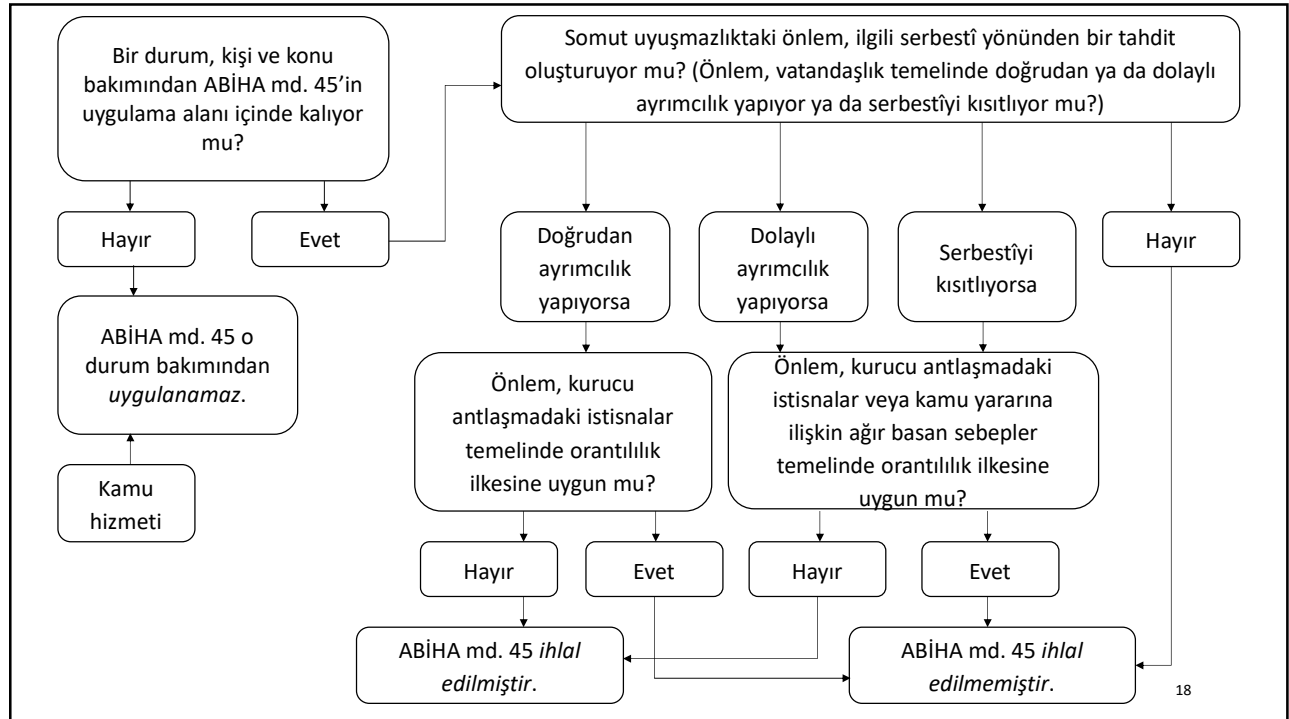 Bir durum, kişi ve konu
bakımından ABİHA md. 45’in
uygulama alanı içinde kalıyor
mu?
Somut uyuşmazlıktaki önlem, ilgili serbestî yönünden bir tahdit
oluşturuyor mu? (Önlem, vatandaşlık temelinde doğrudan ya da dolaylı
ayrımcılık yapıyor ya da serbestîyi kısıtlıyor mu?)
Hayır
Evet
Doğrudan
ayrımcılık
yapıyorsa
Dolaylı
ayrımcılık
yapıyorsa
Serbestîyi
kısıtlıyorsa
Hayır
ABİHA md. 45 o
durum bakımından
uygulanamaz.
Kamu
hizmeti
Önlem, kurucu
antlaşmadaki istisnalar
temelinde orantılılık
ilkesine uygun mu?
Önlem, kurucu antlaşmadaki
istisnalar veya kamu yararına
ilişkin ağır basan sebepler
temelinde orantılılık ilkesine
uygun mu?
Hayır
Evet
Hayır
Evet
ABİHA md. 45 ihlal
edilmiştir.
ABİHA md. 45 ihlal
edilmemiştir.
18